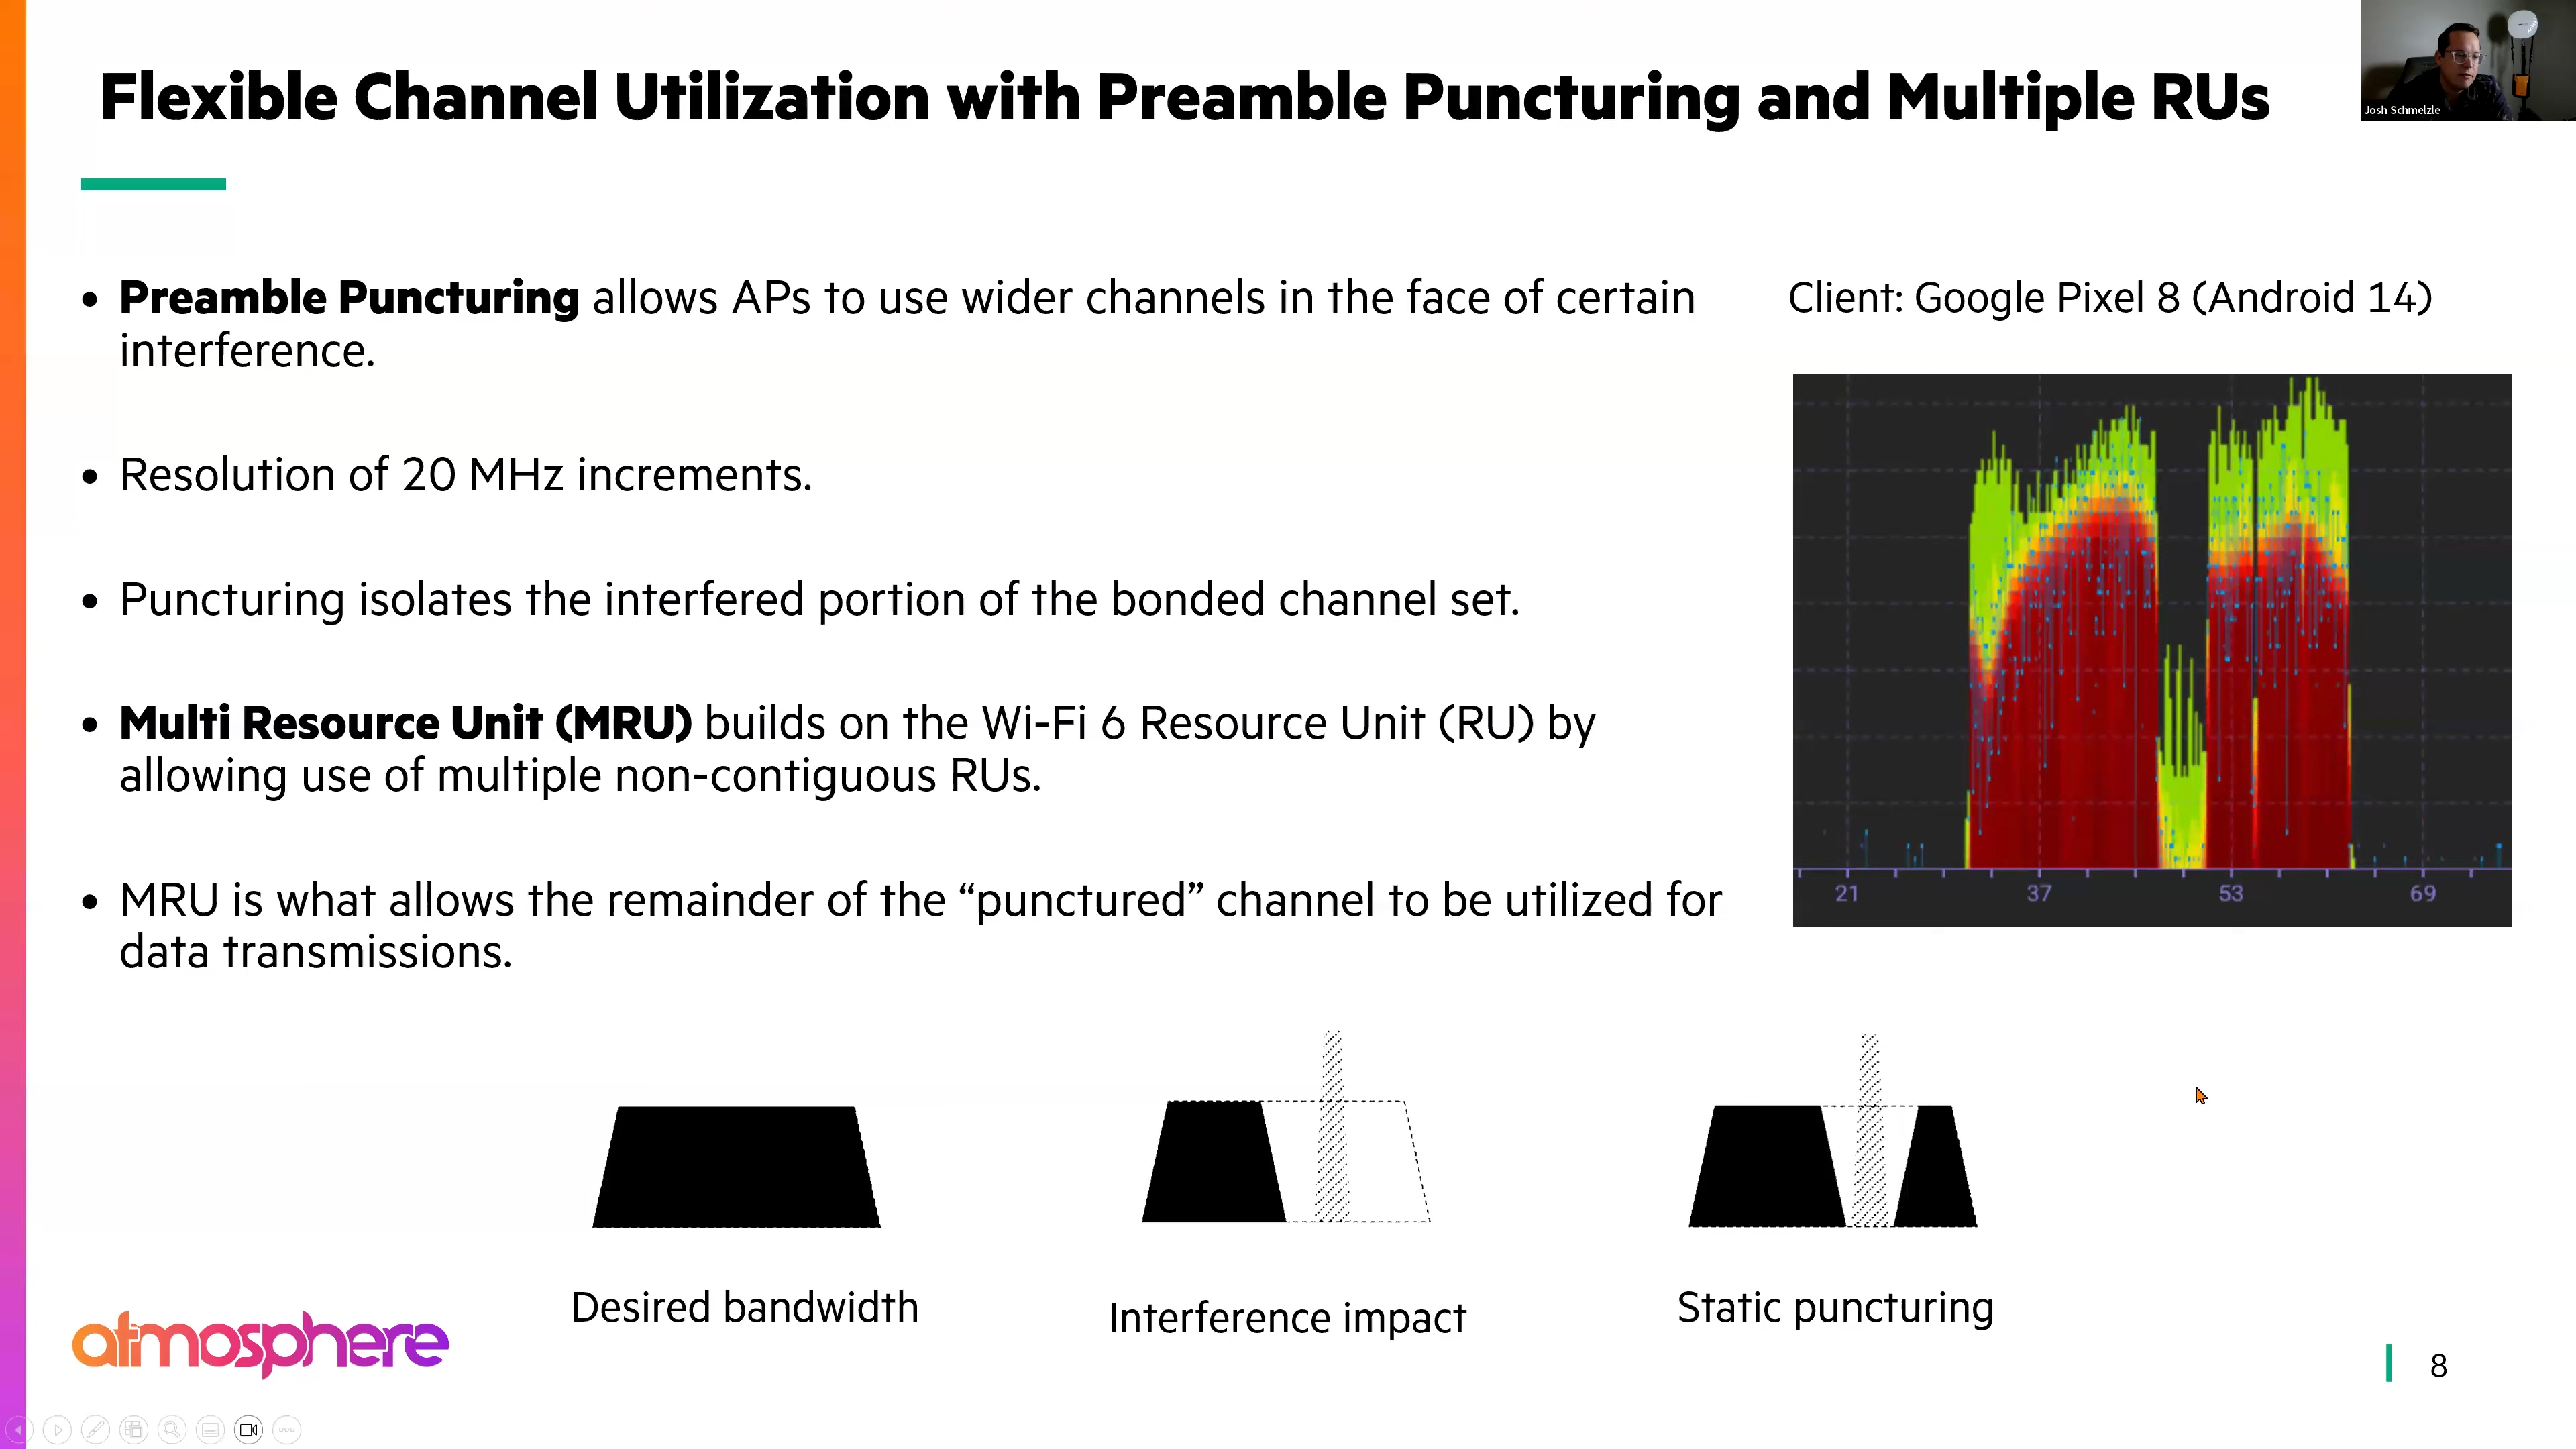 Flexible Channel Utilization with Preamble Puncturing and Multiple RUs
Josh Schmelzle
• Preamble Puncturing allows APs to use wider channels in the face of certain
interference.
• Resolution of 20 MHz increments.
• Puncturing isolates the interfered portion of the bonded channel set.
• Multi Resource Unit (MRU) builds on the Wi-Fi 6 Resource Unit (RU) by
allowing use of multiple non-contiguous RUs.
• MRU is what allows the remainder of the “punctured” channel to be utilized for
data transmissions.
Client: Google Pixel 8 (Android 14)
21 37 53 69
Desired bandwidth
Interference impact
Static puncturing
atmosphere
8